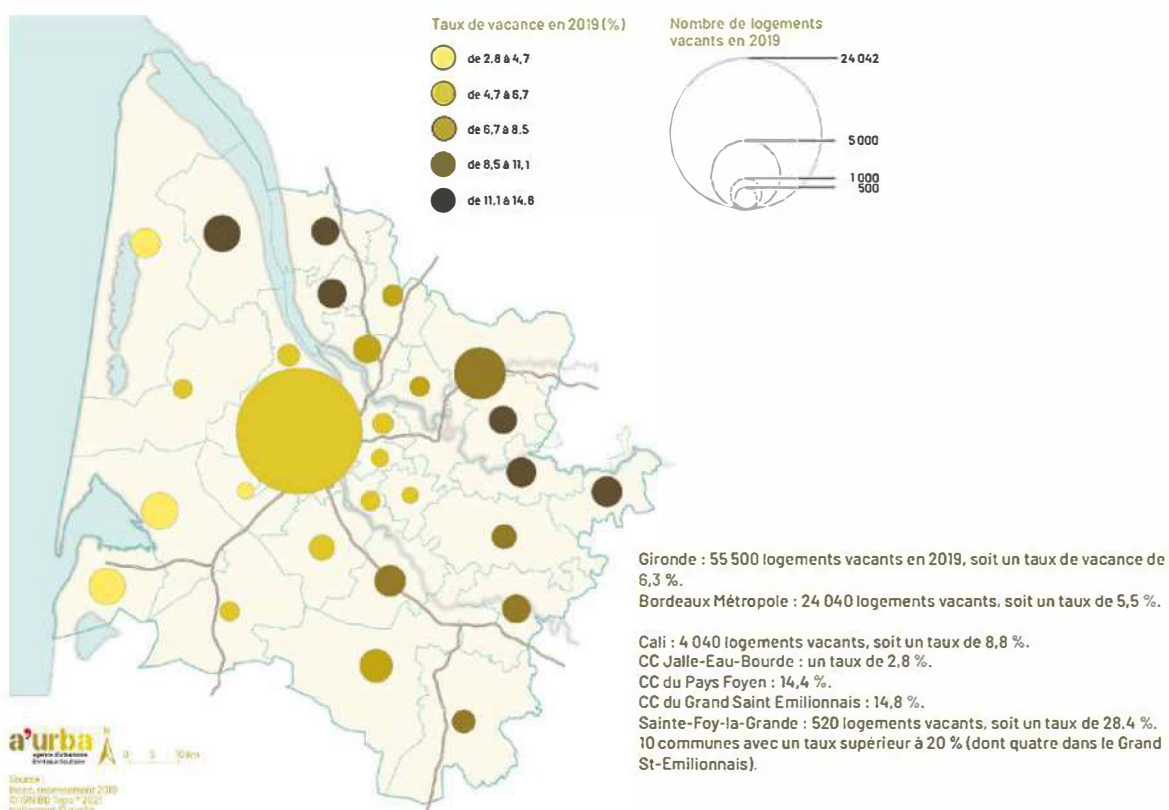 Taux de vacance en 2019 (%)
de 2,8 à 4,7
de 4,7 à 6,7
de 6,7 à 8,5
de 8,5 à 11,1
de 11,1 à 14,8
Nombre de logements
vacants en 2019
24 042
5 000
1 000
500
Gironde : 55 500 logements vacants en 2019, soit un taux de vacance de
6,3 %.
Bordeaux Métropole : 24 040 logements vacants, soit un taux de 5,5 %.
Cali : 4 040 logements vacants, soit un taux de 8,8 %.
CC Jalle-Eau-Bourde : un taux de 2,8 %.
CC du Pays Foyen : 14,4 %.
CC du Grand Saint Emilionnais : 14,8 %.
Sainte-Foy-la-Grande : 520 logements vacants, soit un taux de 28,4 %.
10 communes avec un taux supérieur à 20 % (dont quatre dans le Grand
St-Emilionnais).
a'urba
N
0 5 10 km
Source :
Insee, recensement 2019